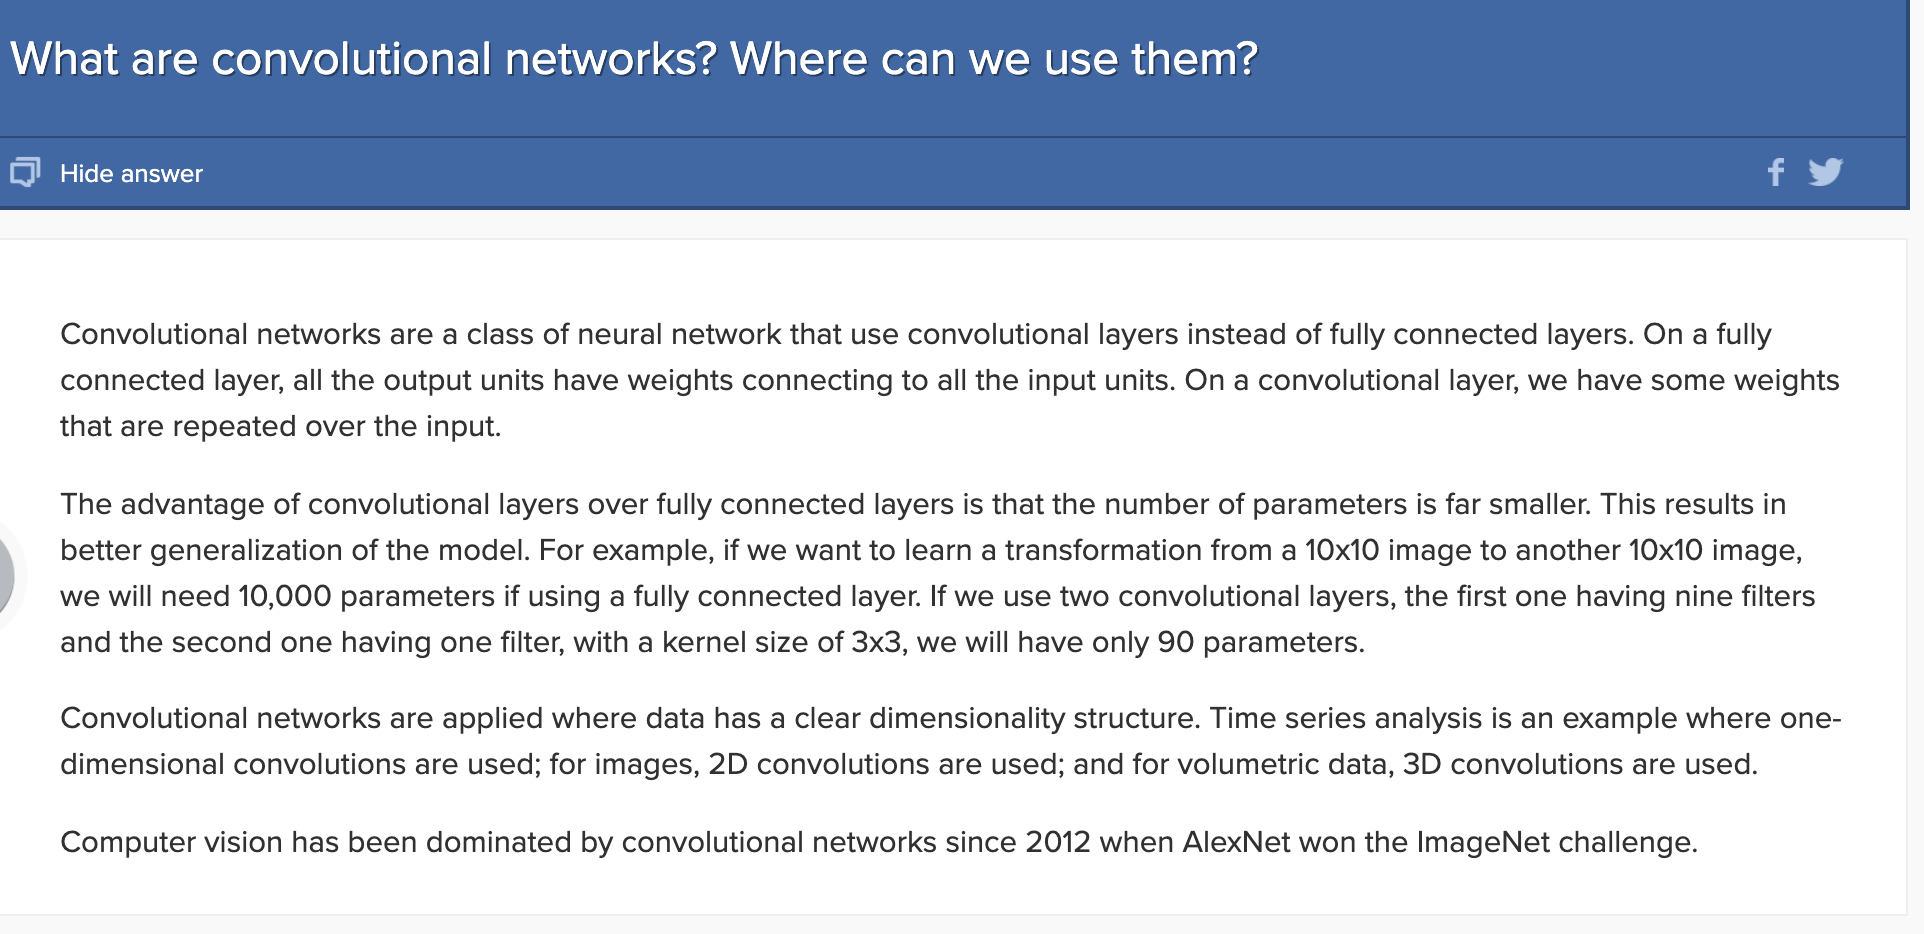 What are convolutional networks? Where can we use them?
Hide answer
Convolutional networks are a class of neural network that use convolutional layers instead of fully connected layers. On a fully
connected layer, all the output units have weights connecting to all the input units. On a convolutional layer, we have some weights
that are repeated over the input.
The advantage of convolutional layers over fully connected layers is that the number of parameters is far smaller. This results in
better generalization of the model. For example, if we want to learn a transformation from a 10x10 image to another 10x10 image,
we will need 10,000 parameters if using a fully connected layer. If we use two convolutional layers, the first one having nine filters
and the second one having one filter, with a kernel size of 3x3, we will have only 90 parameters.
Convolutional networks are applied where data has a clear dimensionality structure. Time series analysis is an example where one-
dimensional convolutions are used; for images, 2D convolutions are used; and for volumetric data, 3D convolutions are used.
Computer vision has been dominated by convolutional networks since 2012 when AlexNet won the ImageNet challenge.